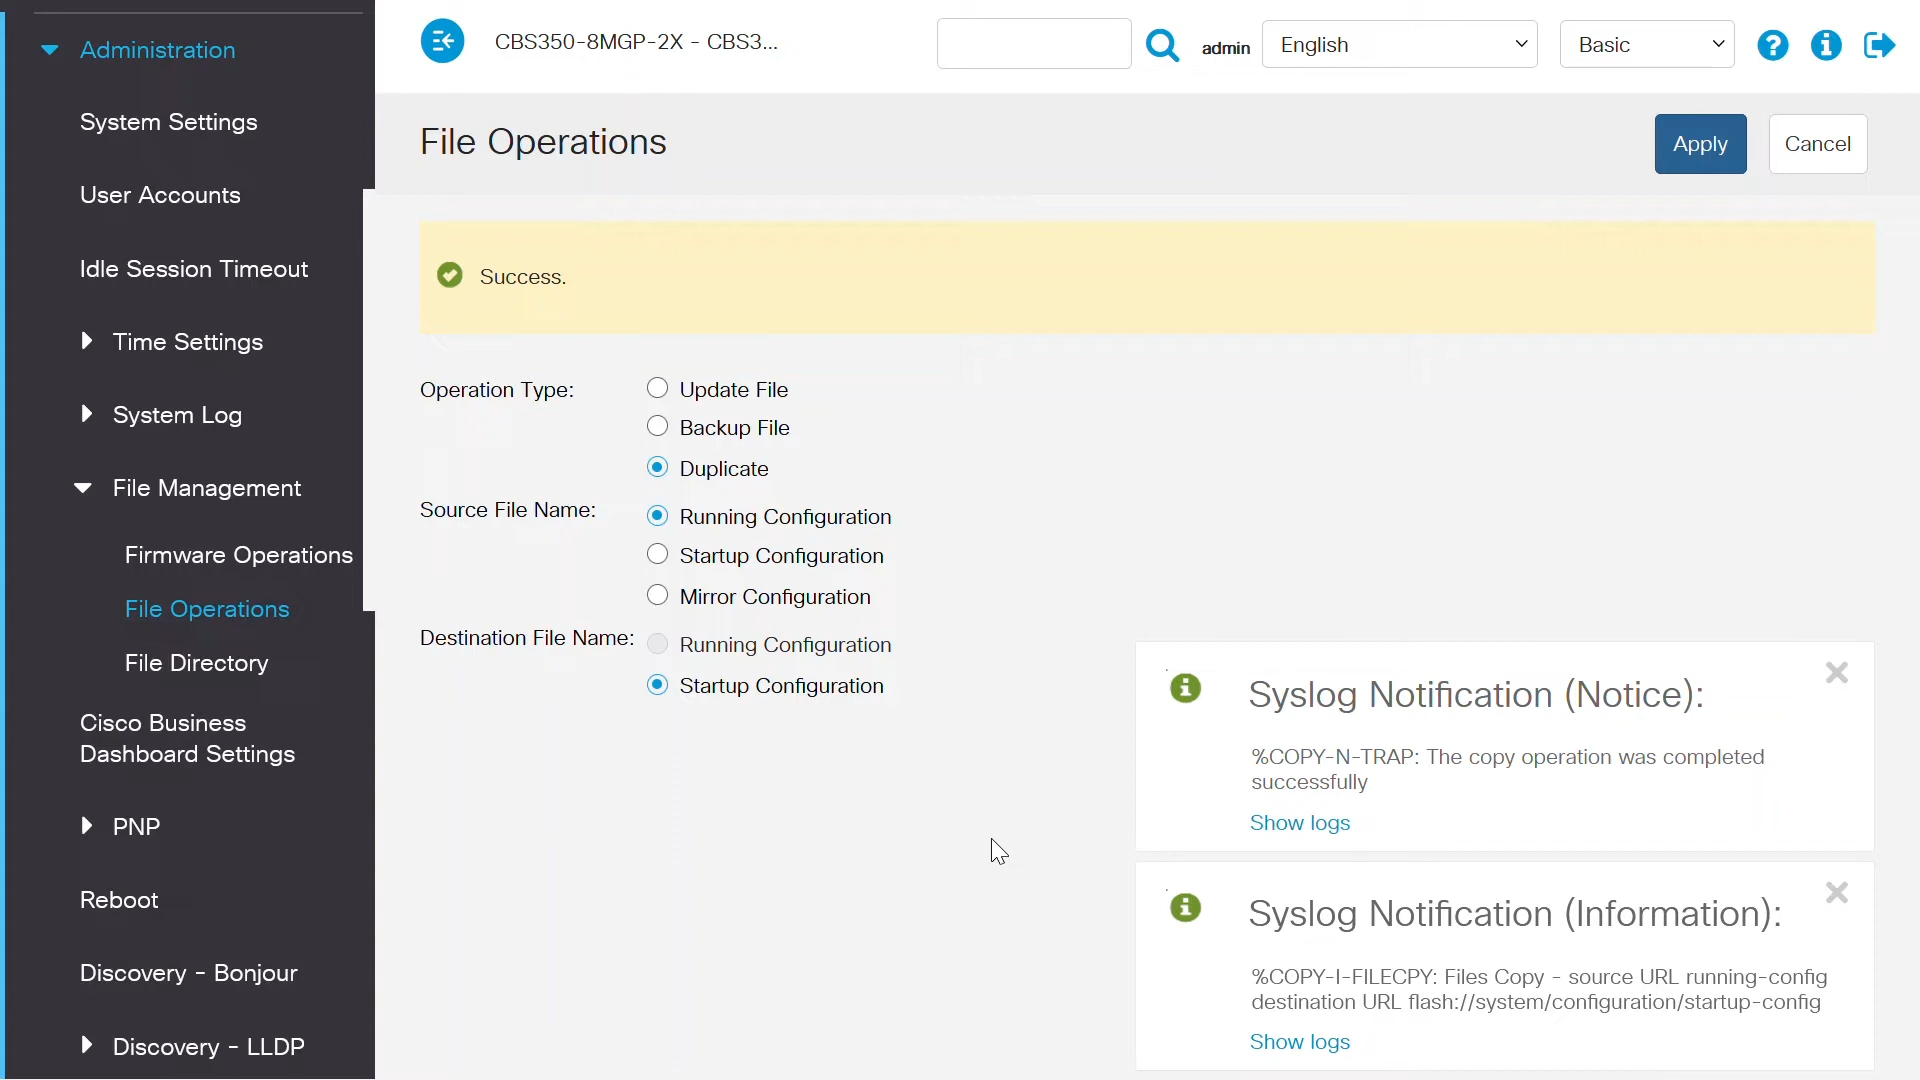 Administration
System Settings
User Accounts
Idle Session Timeout
Time Settings
System Log
File Management
Firmware Operations
File Operations
File Directory
Cisco Business
Dashboard Settings
PNP
Reboot
Discovery - Bonjour
Discovery - LLDP
CBS350-8MGP-2X - CBS3...
admin
English
Basic
File Operations
Apply
Cancel
Success.
Operation Type:
Update File
Backup File
Duplicate
Source File Name:
Running Configuration
Startup Configuration
Mirror Configuration
Destination File Name:
Running Configuration
Startup Configuration
Syslog Notification (Notice):
%COPY-N-TRAP: The copy operation was completed
successfully
Show logs
Syslog Notification (Information):
%COPY-I-FILECPY: Files Copy - source URL running-config
destination URL flash://system/configuration/startup-config
Show logs